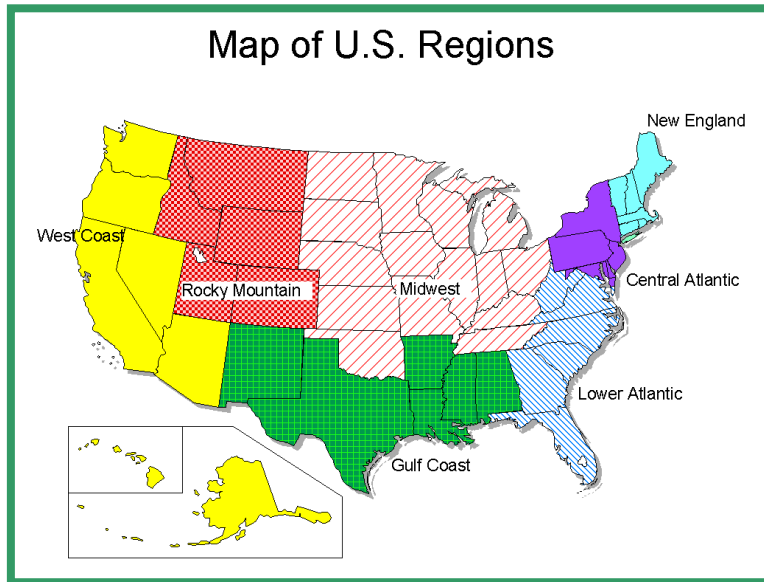 Map of U.S. Regions
New England
West Coast
Rocky Mountain
Midwest
Central Atlantic
Lower Atlantic
Gulf Coast